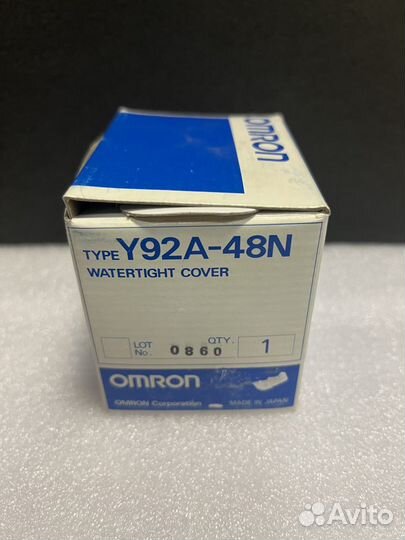 OMRON
TYPE Y92A-48N
WATERTIGHT COVER
LOT No. 0860 QTY. 1
OMRON
OMRON Corporation MADE IN JAPAN
Avito